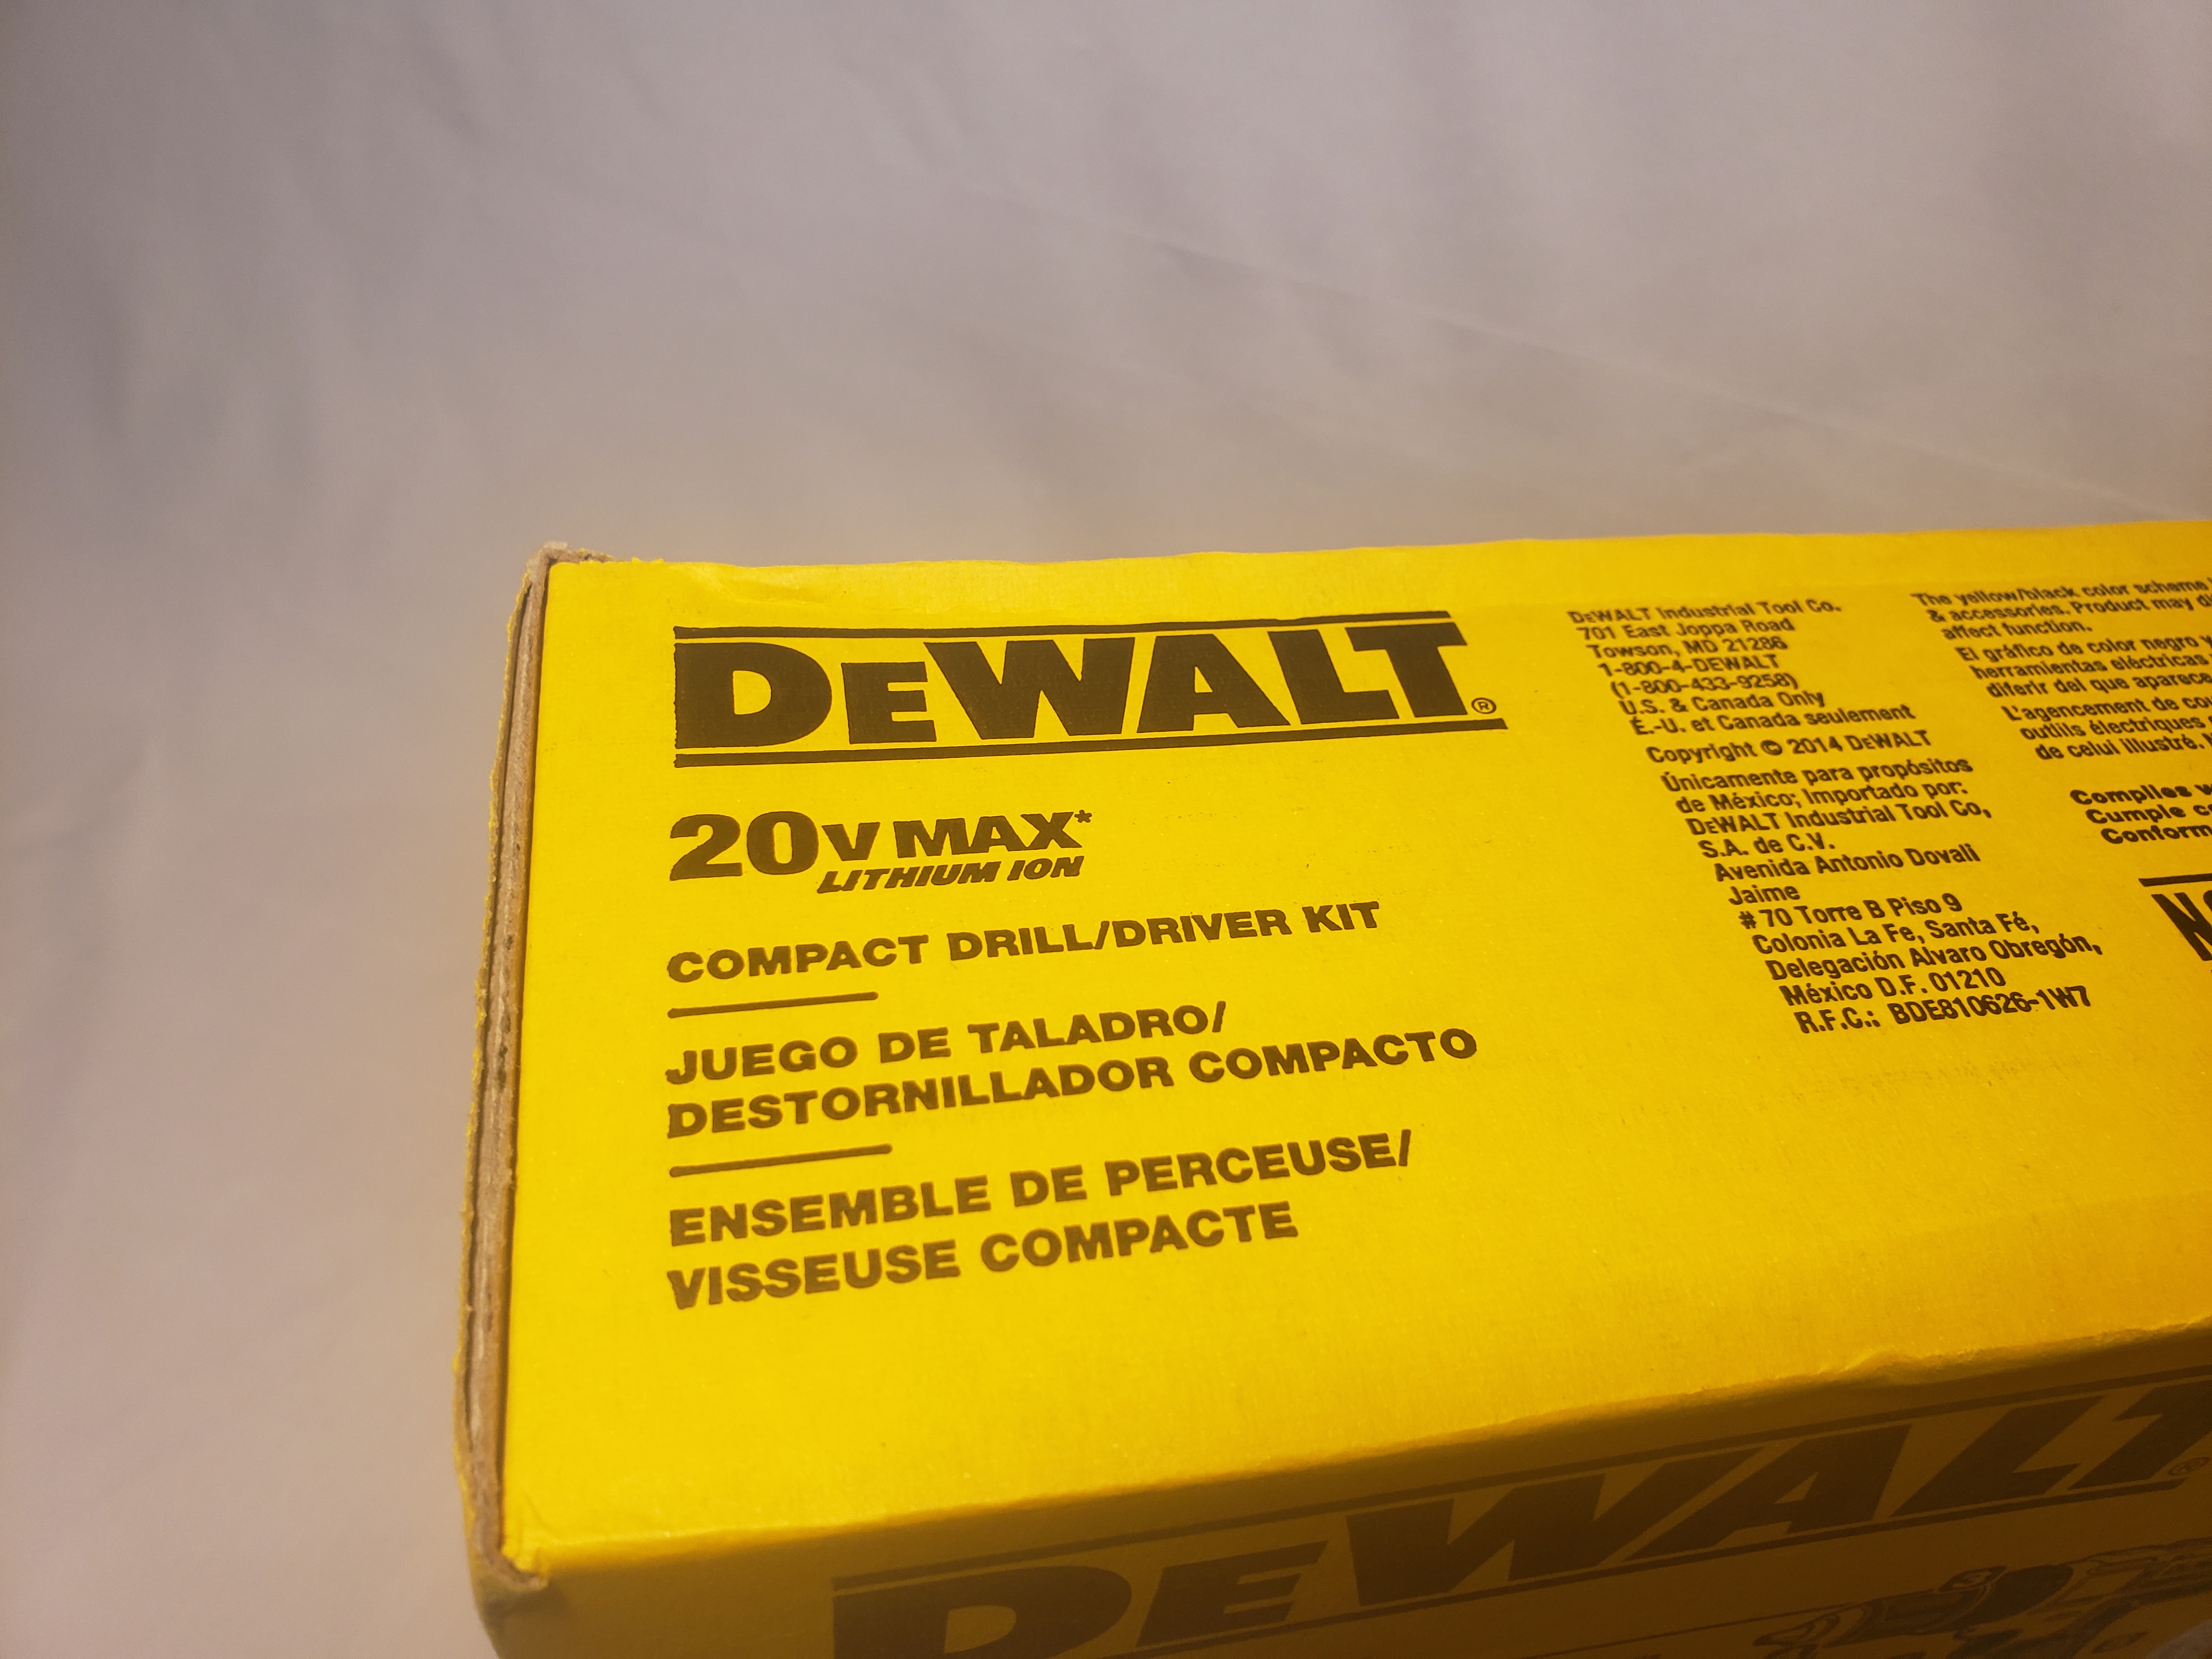 DEWALT®
20V MAX*
LITHIUM ION
COMPACT DRILL/DRIVER KIT
JUEGO DE TALADRO/
DESTORNILLADOR COMPACTO
ENSEMBLE DE PERCEUSE/
VISSEUSE COMPACTE
DEWALT Industrial Tool Co.
701 East Joppa Road
Towson, MD 21286
1-800-4-DEWALT
(1-800-433-9258)
U.S. & Canada Only
É.-U. et Canada seulement
Copyright © 2014 DEWALT
Únicamente para propósitos
de México; Importado por:
DEWALT Industrial Tool Co,
S.A. de C.V.
Avenida Antonio Dovali
Jaime
# 70 Torre B Piso 9
Colonia La Fe, Santa Fé,
Delegación Alvaro Obregón,
México D.F. 01210
R.F.C.: BDE810626-1W7
The yellow/black color scheme
& accessories. Product may
affect function.
El gráfico de color negro y
herramientas eléctricas
diferir del que aparece
L'agencement de
outils électriques
de celui illustré.
Complies
Cumple
DEWALT®